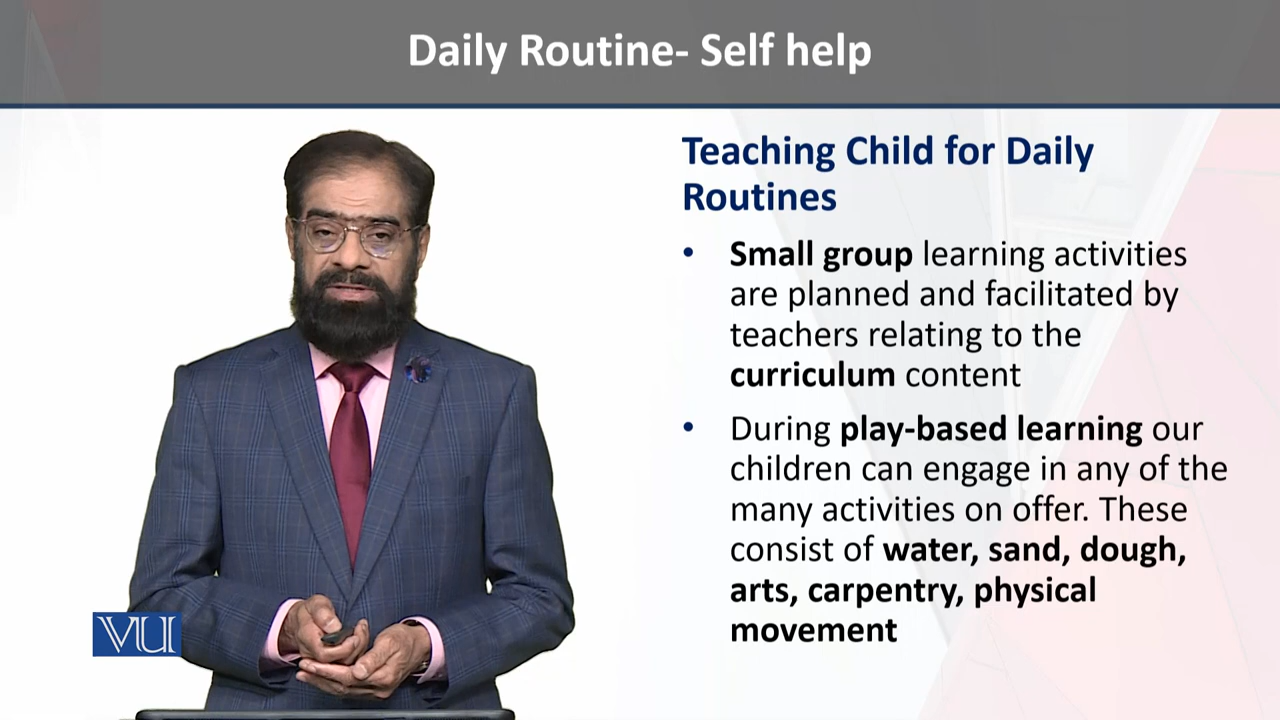 Daily Routine- Self help
Teaching Child for Daily
Routines
• Small group learning activities
are planned and facilitated by
teachers relating to the
curriculum content
• During play-based learning our
children can engage in any of the
many activities on offer. These
consist of water, sand, dough,
arts, carpentry, physical
movement
VU